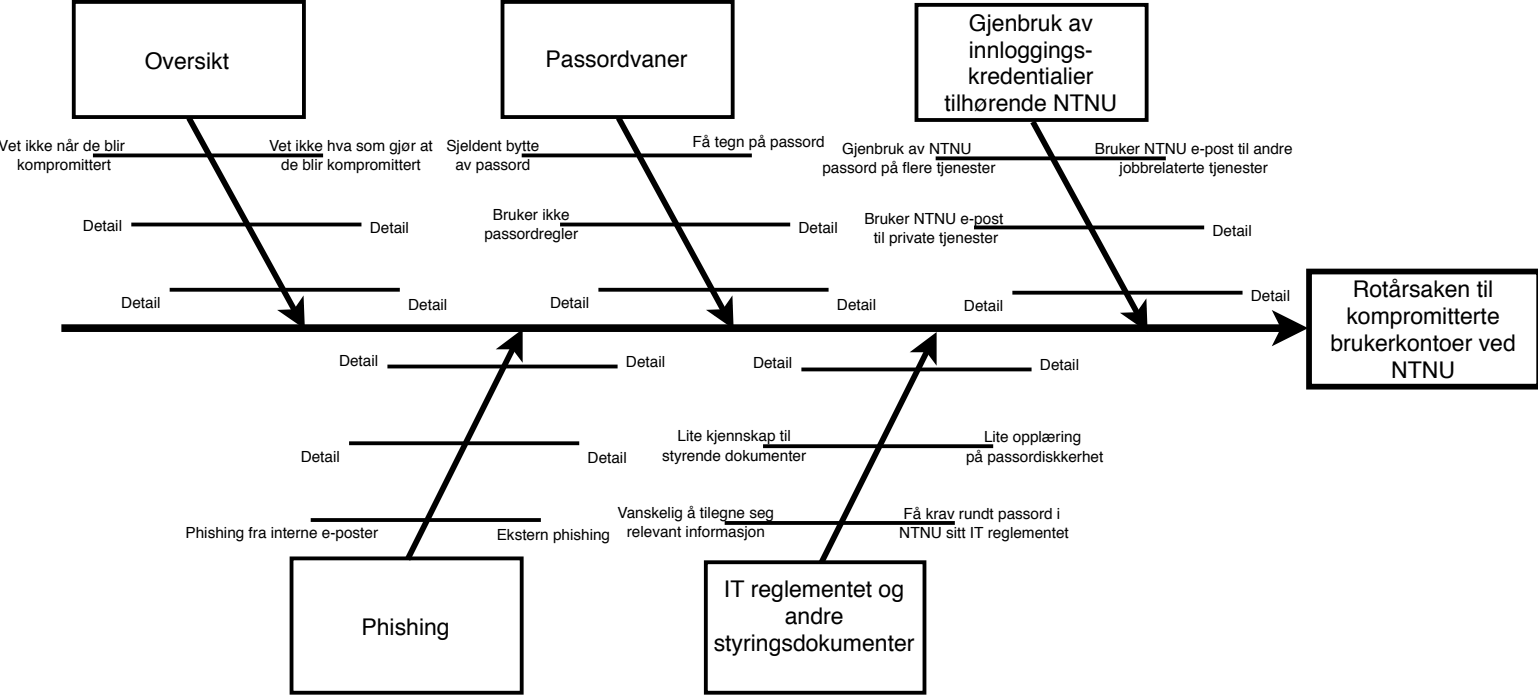 Oversikt
Passordvaner
Gjenbruk av
innloggings-
kredentialier
tilhørende NTNU
Vet ikke når de blir
kompromittert
Vet ikke hva som gjør at
de blir kompromittert
Sjeldent bytte
av passord
Få tegn på passord
Gjenbruk av NTNU
passord på flere tjenester
Bruker NTNU e-post til andre
jobbrelaterte tjenester
Detail
Detail
Bruker ikke
passordregler
Detail
Bruker NTNU e-post
til private tjenester
Detail
Detail
Detail
Detail
Detail
Detail
Detail
Rotårsaken til
kompromitterte
brukerkontoer ved
NTNU
Detail
Detail
Detail
Detail
Detail
Detail
Lite kjennskap til
styrende dokumenter
Lite opplæring
på passordiskkerhet
Phishing fra interne e-poster
Ekstern phishing
Vanskelig å tilegne seg
relevant informasjon
Få krav rundt passord i
NTNU sitt IT reglementet
Phishing
IT reglementet og
andre
styringsdokumenter